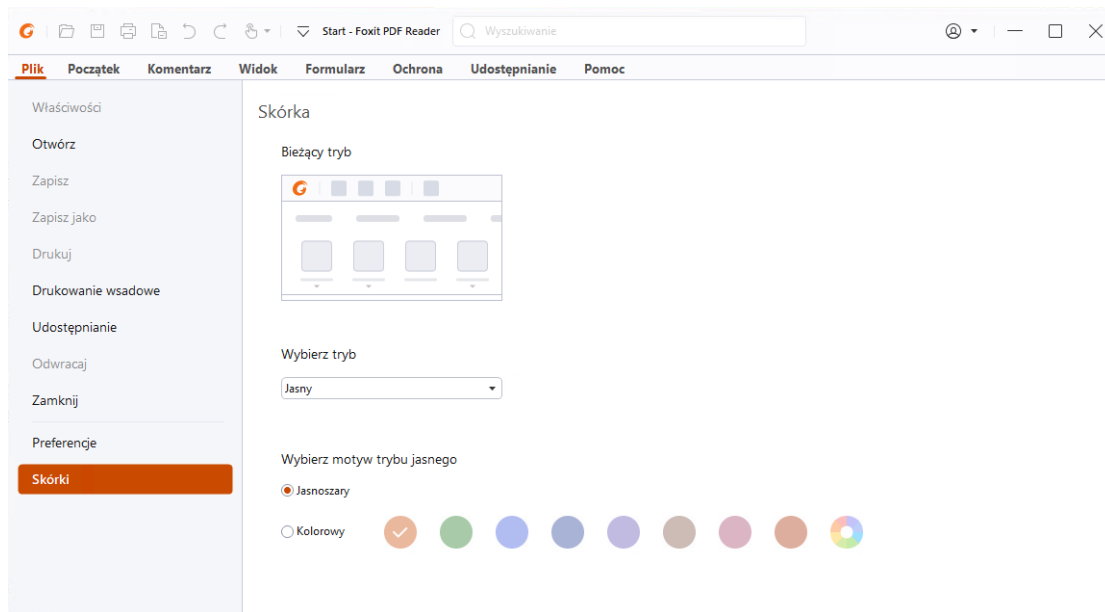 Start - Foxit PDF Reader Wyszukiwanie
Plik Początek Komentarz Widok Formularz Ochrona Udostępnianie Pomoc
Właściwości
Otwórz
Zapisz
Zapisz jako
Drukuj
Drukowanie wsadowe
Udostępnianie
Odwracaj
Zamknij
Preferencje
Skórki
Skórka
Bieżący tryb
Wybierz tryb
Jasny
Wybierz motyw trybu jasnego
Jasnoszary
Kolorowy